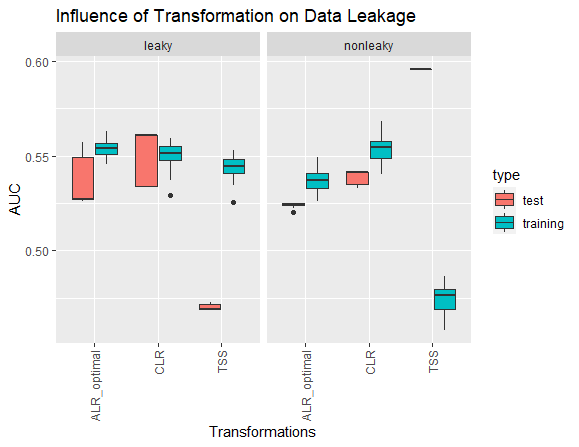 Influence of Transformation on Data Leakage
leaky
nonleaky
0.60
0.55
0.50
AUC
ALR_optimal
CLR
TSS
ALR_optimal
CLR
TSS
Transformations
type
test
training